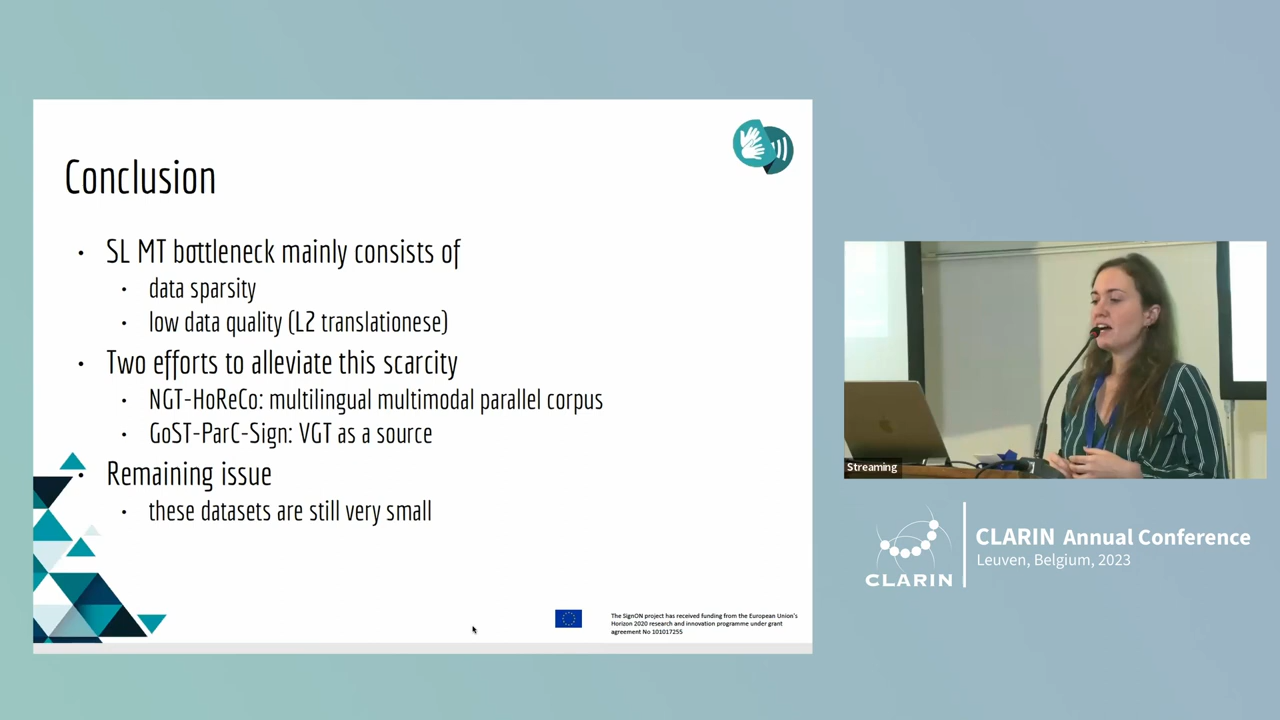 Conclusion
• SL MT bottleneck mainly consists of
• data sparsity
• low data quality (L2 translationese)
• Two efforts to alleviate this scarcity
• NGT-HoReCo: multilingual multimodal parallel corpus
• GoST-ParC-Sign: VGT as a source
• Remaining issue
• these datasets are still very small
The SignON project has received funding from the European Union's
Horizon 2020 research and innovation programme under grant
agreement No 101017255
Streaming
CLARIN
CLARIN Annual Conference
Leuven, Belgium, 2023